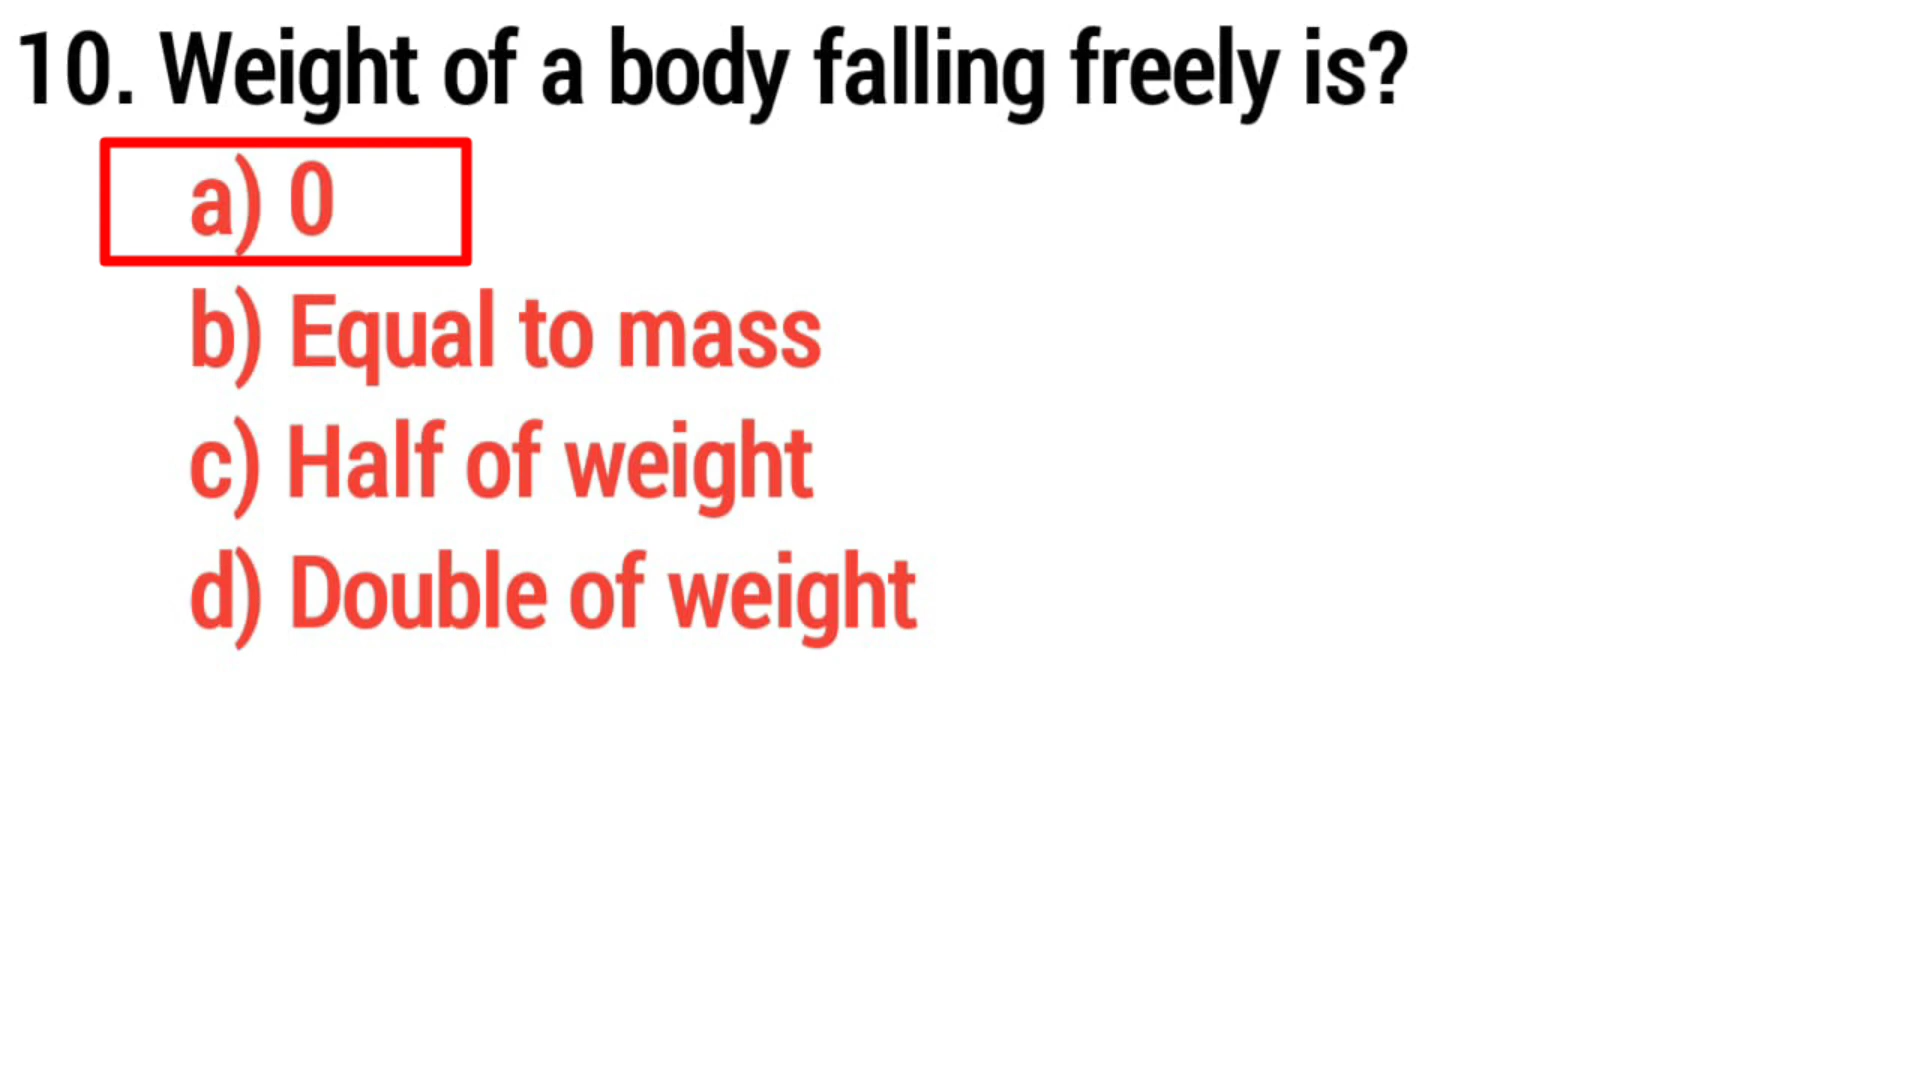 10. Weight of a body falling freely is?
a) 0
b) Equal to mass
c) Half of weight
d) Double of weight